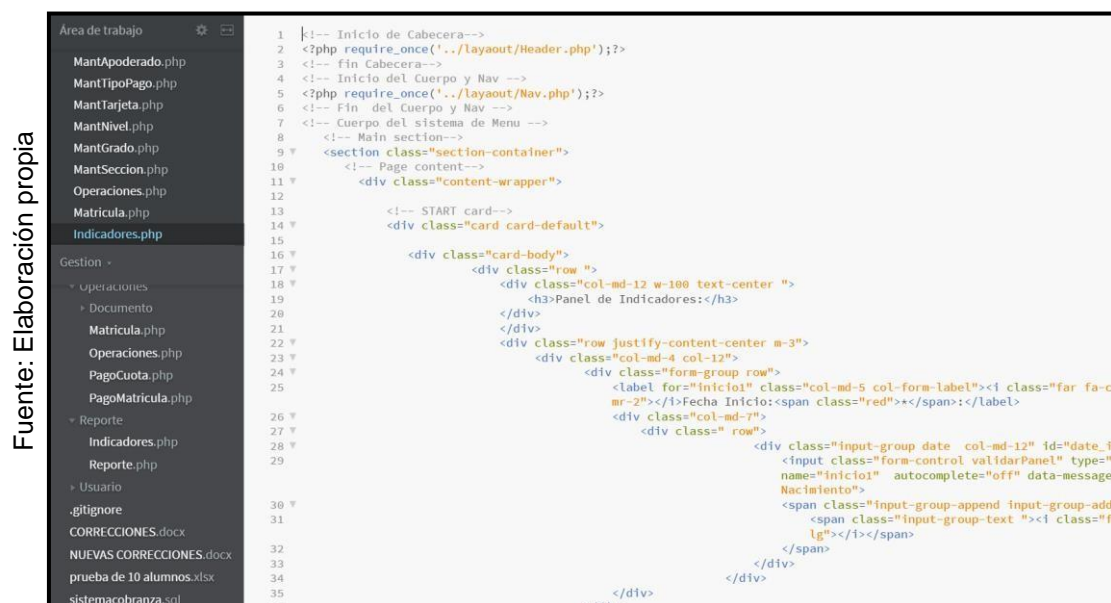 Fuente: Elaboración propia
Área de trabajo
MantApoderado.php
MantTipoPago.php
MantTarjeta.php
MantNivel.php
MantGrado.php
MantSeccion.php
Operaciones.php
Matricula.php
Indicadores.php
Gestion
Operaciones
Documento
Matricula.php
Operaciones.php
PagoCuota.php
PagoMatricula.php
Reporte
Indicadores.php
Reporte.php
Usuario
.gitignore
CORRECCIONES.docx
NUEVAS CORRECCIONES.docx
prueba de 10 alumnos.xlsx
sistemacobranza.sql
1 <!-- Inicio de Cabecera-->
2 <?php require_once('../layaout/Header.php');?>
3 <!-- fin Cabecera-->
4 <!-- Inicio del Cuerpo y Nav -->
5 <?php require_once('../layaout/Nav.php');?>
6 <!-- Fin  del Cuerpo y Nav -->
7 <!-- Cuerpo del sistema de Menu -->
8 <!-- Main section-->
9 <section class="section-container">
10 <!-- Page content-->
11 <div class="content-wrapper">
12
13 <!-- START card-->
14 <div class="card card-default">
15
16 <div class="card-body">
17 <div class="row ">
18 <div class="col-md-12 w-100 text-center ">
19 <h3>Panel de Indicadores:</h3>
20 </div>
21 </div>
22 <div class="row justify-content-center m-3">
23 <div class="col-md-4 col-12">
24 <div class="form-group row">
25 <label for="inicio1" class="col-md-5 col-form-label"><i class="far fa-c
mr-2"></i>Fecha Inicio:<span class="red">*</span>:</label>
26 <div class="col-md-7">
27 <div class=" row">
28 <div class="input-group date  col-md-12" id="date_i
29 <input class="form-control validarPanel" type="
name="inicio1"  autocomplete="off" data-message
Nacimiento">
30 <span class="input-group-append input-group-add
31 <span class="input-group-text "><i class="f
lg"></i></span>
32 </span>
33 </div>
34 </div>
35 </div>